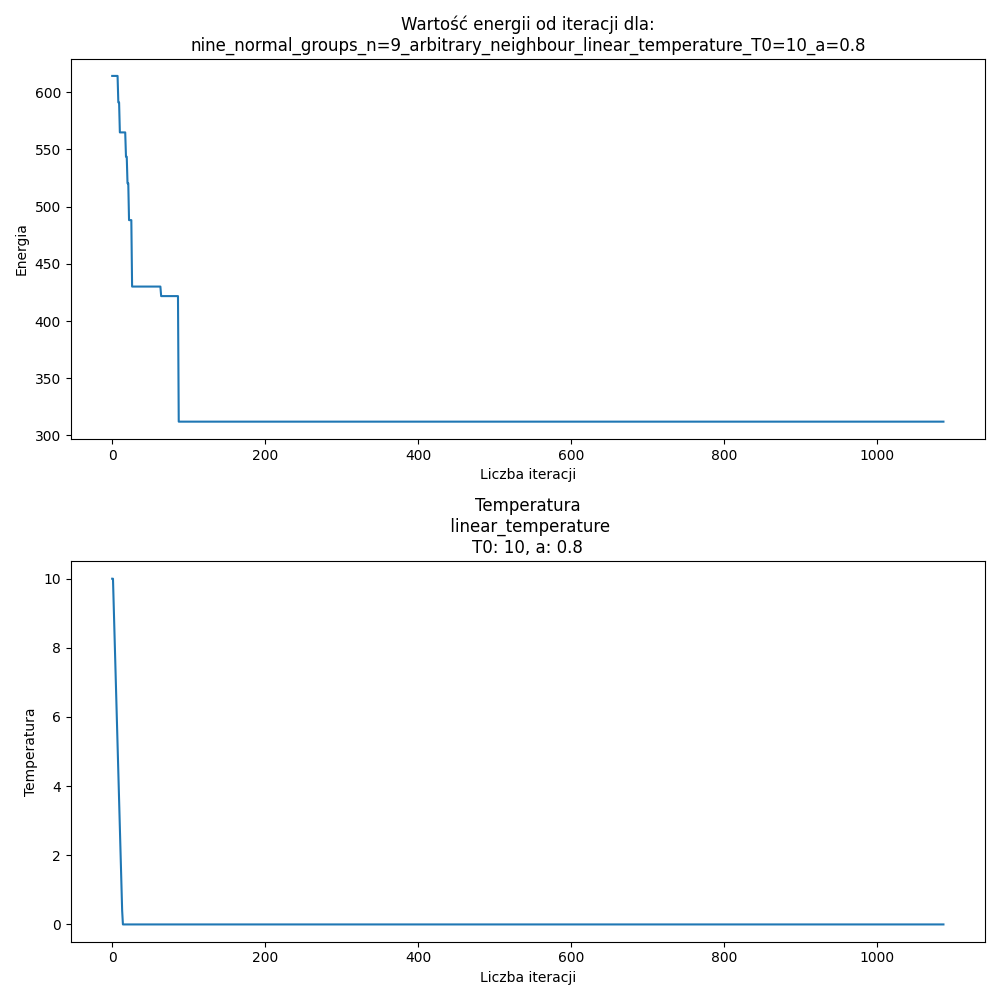 Wartość energii od iteracji dla:
nine_normal_groups_n=9_arbitrary_neighbour_linear_temperature_T0=10_a=0.8
600
550
500
450
400
350
300
Energia
0 200 400 600 800 1000
Liczba iteracji
Temperatura
linear_temperature
T0: 10, a: 0.8
10
8
6
4
2
0
Temperatura
0 200 400 600 800 1000
Liczba iteracji